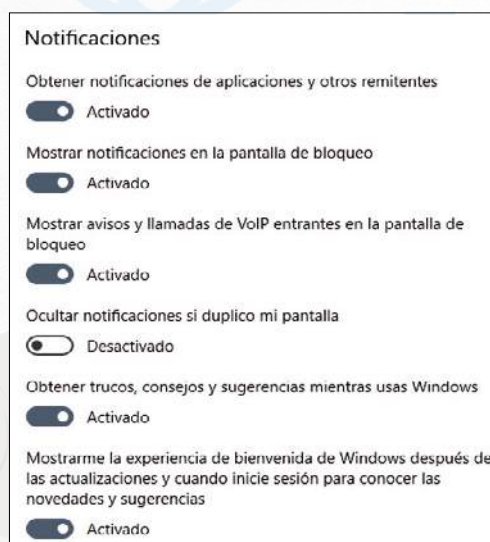 Notificaciones
Obtener notificaciones de aplicaciones y otros remitentes
Activado
Mostrar notificaciones en la pantalla de bloqueo
Activado
Mostrar avisos y llamadas de VoIP entrantes en la pantalla de
bloqueo
Activado
Ocultar notificaciones si duplico mi pantalla
Desactivado
Obtener trucos, consejos y sugerencias mientras usas Windows
Activado
Mostrarme la experiencia de bienvenida de Windows después de
las actualizaciones y cuando inicie sesión para conocer las
novedades y sugerencias
Activado